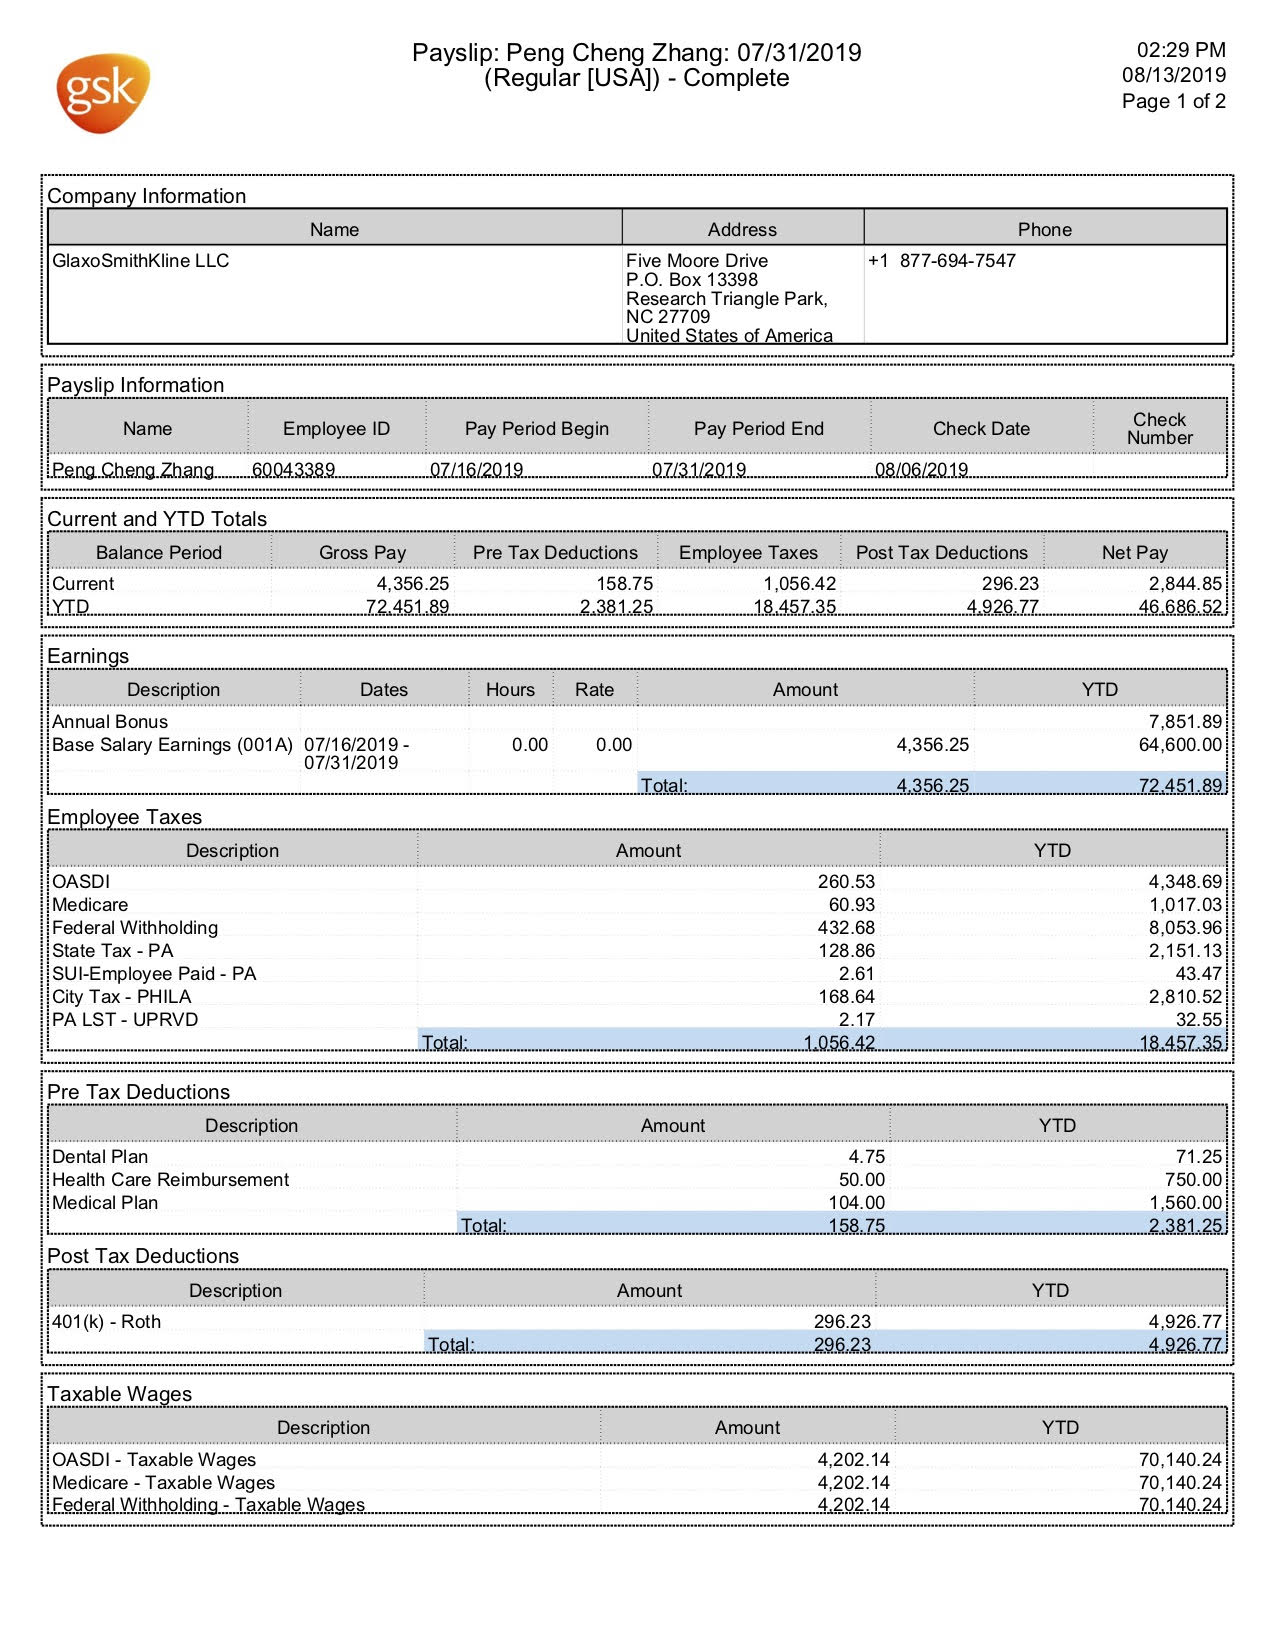 gsk
Payslip: Peng Cheng Zhang: 07/31/2019
(Regular [USA]) - Complete
02:29 PM
08/13/2019
Page 1 of 2
Company Information
Name Address Phone
GlaxoSmithKline LLC Five Moore Drive +1 877-694-7547
P.O. Box 13398
Research Triangle Park,
NC 27709
United States of America
Payslip Information
Name Employee ID Pay Period Begin Pay Period End Check Date Check
Number
Peng Cheng Zhang 60043389 07/16/2019 07/31/2019 08/06/2019
Current and YTD Totals
Balance Period Gross Pay Pre Tax Deductions Employee Taxes Post Tax Deductions Net Pay
Current 4,356.25 158.75 1,056.42 296.23 2,844.85
YTD 72,451.89 2,381.25 18,457.35 4,926.77 46,686.52
Earnings
Description Dates Hours Rate Amount YTD
Annual Bonus 7,851.89
Base Salary Earnings (001A) 07/16/2019 - 0.00 0.00 4,356.25 64,600.00
07/31/2019
Total: 4,356.25 72,451.89
Employee Taxes
Description Amount YTD
OASDI 260.53 4,348.69
Medicare 60.93 1,017.03
Federal Withholding 432.68 8,053.96
State Tax - PA 128.86 2,151.13
SUI-Employee Paid - PA 2.61 43.47
City Tax - PHILA 168.64 2,810.52
PA LST - UPRVD 2.17 32.55
Total: 1,056.42 18,457.35
Pre Tax Deductions
Description Amount YTD
Dental Plan 4.75 71.25
Health Care Reimbursement 50.00 750.00
Medical Plan 104.00 1,560.00
Total: 158.75 2,381.25
Post Tax Deductions
Description Amount YTD
401(k) - Roth 296.23 4,926.77
Total: 296.23 4,926.77
Taxable Wages
Description Amount YTD
OASDI - Taxable Wages 4,202.14 70,140.24
Medicare - Taxable Wages 4,202.14 70,140.24
Federal Withholding - Taxable Wages 4,202.14 70,140.24